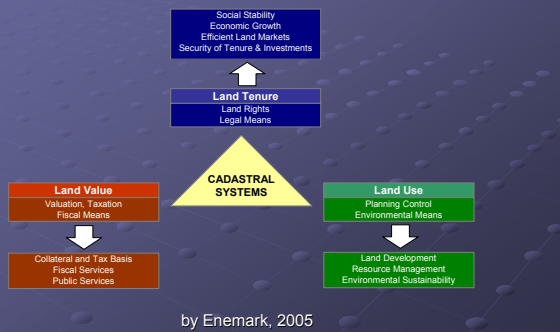 Social Stability
Economic Growth
Efficient Land Markets
Security of Tenure & Investments
Land Tenure
Land Rights
Legal Means
CADASTRAL
SYSTEMS
Land Value
Valuation, Taxation
Fiscal Means
Collateral and Tax Basis
Fiscal Services
Public Services
Land Use
Planning Control
Environmental Means
Land Development
Resource Management
Environmental Sustainability
by Enemark, 2005